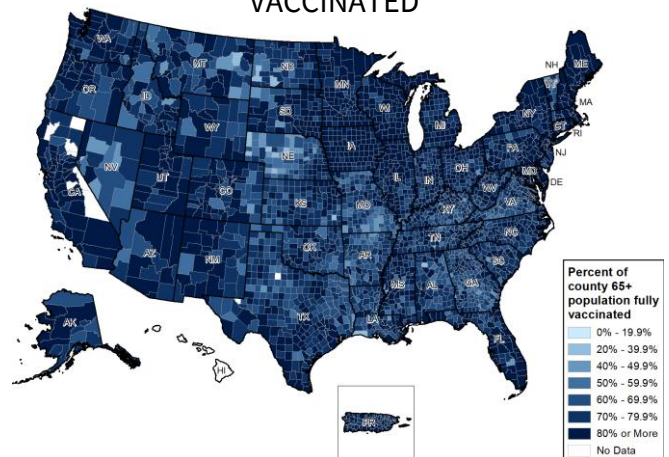 VACCINATED
WA
MT
ND
MN
OR
ID
SD
WI
MI
NH
ME
VT
NY
MA
CT
RI
WY
IA
PA
NJ
NE
NV
UT
CO
IL
IN
OH
MD
DE
CA
KS
MO
KY
WV
VA
AZ
NM
OK
AR
TN
NC
SC
TX
LA
MS
AL
GA
FL
AK
HI
PR
Percent of
county 65+
population fully
vaccinated
0% - 19.9%
20% - 39.9%
40% - 49.9%
50% - 59.9%
60% - 69.9%
70% - 79.9%
80% or More
No Data